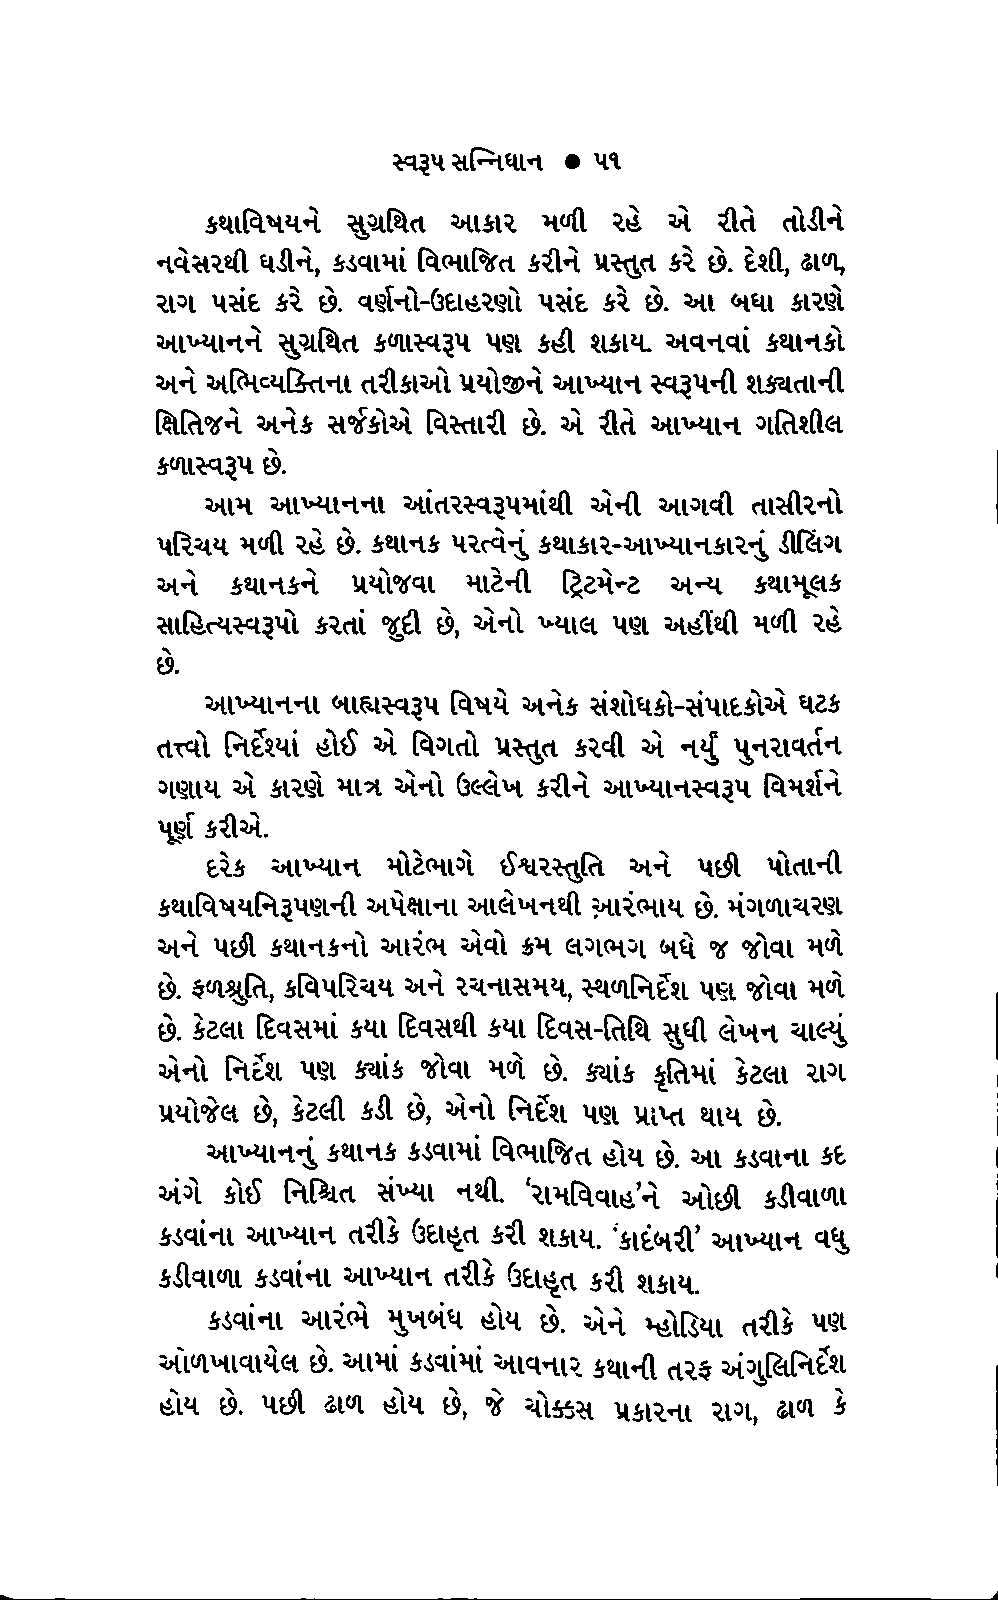 સ્વરૂપ સન્નિધાન ● ૫૧
કથાવિષયને સુગ્રથિત આકાર મળી રહે એ રીતે તોડીને
નવેસરથી ઘડીને, કડવામાં વિભાજિત કરીને પ્રસ્તુત કરે છે. દેશી, ઢાળ,
રાગ પસંદ કરે છે. વર્ણનો-ઉદાહરણો પસંદ કરે છે. આ બધા કારણે
આખ્યાનને સુગ્રથિત કળાસ્વરૂપ પણ કહી શકાય. અવનવાં કથાનકો
અને અભિવ્યક્તિના તરીકાઓ પ્રયોજીને આખ્યાન સ્વરૂપની શક્યતાની
ક્ષિતિજને અનેક સર્જકોએ વિસ્તારી છે. એ રીતે આખ્યાન ગતિશીલ
કળાસ્વરૂપ છે.
આમ આખ્યાનના આંતરસ્વરૂપમાંથી એની આગવી તાસીરનો
પરિચય મળી રહે છે. કથાનક પરત્વેનું કથાકાર-આખ્યાનકારનું ડીલિંગ
અને કથાનકને પ્રયોજવા માટેની ટ્રિટમેન્ટ અન્ય કથામૂલક
સાહિત્યસ્વરૂપો કરતાં જુદી છે, એનો ખ્યાલ પણ અહીંથી મળી રહે
છે.
આખ્યાનના બાહ્યસ્વરૂપ વિષયે અનેક સંશોધકો-સંપાદકોએ ઘટક
તત્ત્વો નિર્દેશ્યાં હોઈ એ વિગતો પ્રસ્તુત કરવી એ નર્યું પુનરાવર્તન
ગણાય એ કારણે માત્ર એનો ઉલ્લેખ કરીને આખ્યાનસ્વરૂપ વિમર્શને
પૂર્ણ કરીએ.
દરેક આખ્યાન મોટેભાગે ઈશ્વરસ્તુતિ અને પછી પોતાની
કથાવિષયનિરૂપણની અપેક્ષાના આલેખનથી આરંભાય છે. મંગળાચરણ
અને પછી કથાનકનો આરંભ એવો ક્રમ લગભગ બધે જ જોવા મળે
છે. ફળશ્રુતિ, કવિપરિચય અને રચનાસમય, સ્થળનિર્દેશ પણ જોવા મળે
છે. કેટલા દિવસમાં કયા દિવસથી કયા દિવસ-તિથિ સુધી લેખન ચાલ્યું
એનો નિર્દેશ પણ ક્યાંક જોવા મળે છે. ક્યાંક કૃતિમાં કેટલા રાગ
પ્રયોજેલ છે, કેટલી કડી છે, એનો નિર્દેશ પણ પ્રાપ્ત થાય છે.
આખ્યાનનું કથાનક કડવામાં વિભાજિત હોય છે. આ કડવાના કદ
અંગે કોઈ નિશ્ચિત સંખ્યા નથી. ‘રામવિવાહ’ને ઓછી કડીવાળા
કડવાંના આખ્યાન તરીકે ઉદાહૃત કરી શકાય. ‘કાદંબરી’ આખ્યાન વધુ
કડીવાળા કડવાંના આખ્યાન તરીકે ઉદાહૃત કરી શકાય.
કડવાંના આરંભે મુખબંધ હોય છે. એને મ્હોડિયા તરીકે પણ
ઓળખાવાયેલ છે. આમાં કડવાંમાં આવનાર કથાની તરફ અંગુલિનિર્દેશ
હોય છે. પછી ઢાળ હોય છે, જે ચોક્કસ પ્રકારના રાગ, ઢાળ કે